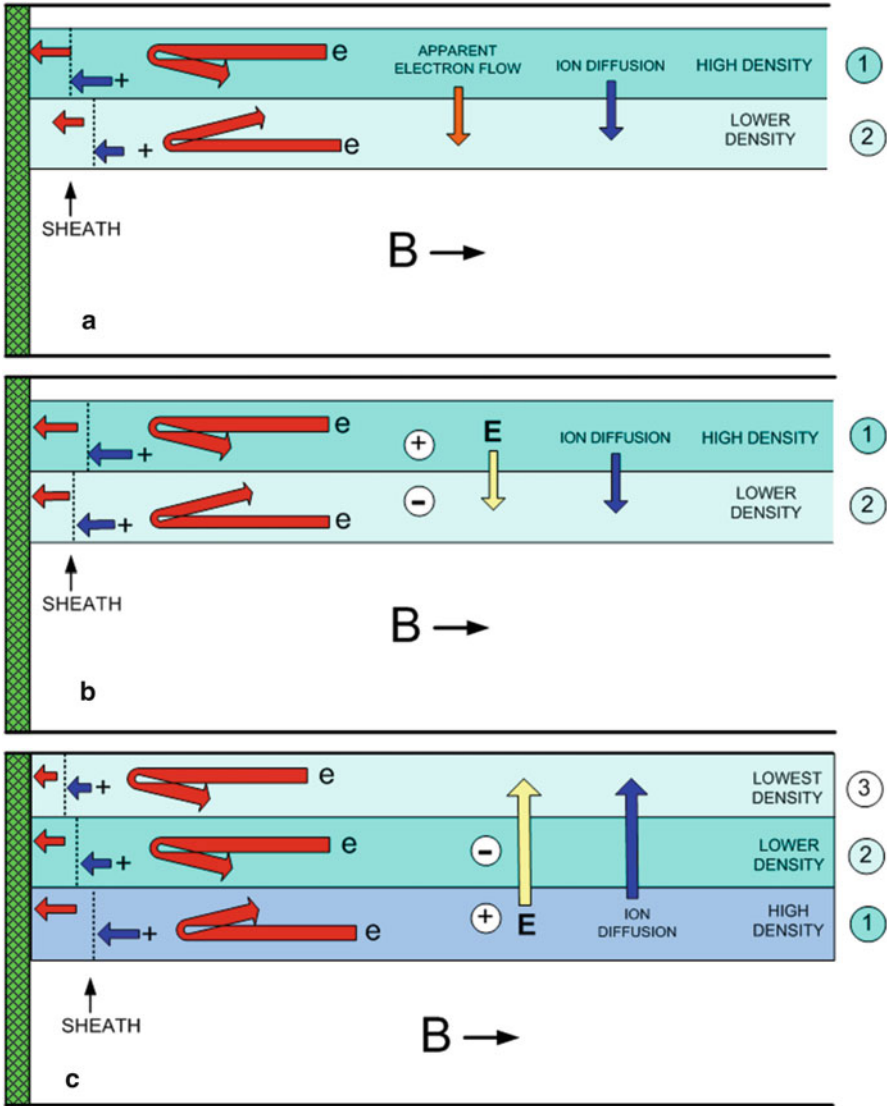 e APPARENT ION DIFFUSION HIGH DENSITY 1
ELECTRON FLOW
+
+ e LOWER 2
DENSITY
SHEATH
B
a
e + E ION DIFFUSION HIGH DENSITY 1
+
+ e - LOWER 2
DENSITY
SHEATH
B
b
+ e LOWEST 3
DENSITY
+ e - LOWER 2
DENSITY
+ e + E ION HIGH 1
DIFFUSION DENSITY
SHEATH
B
c